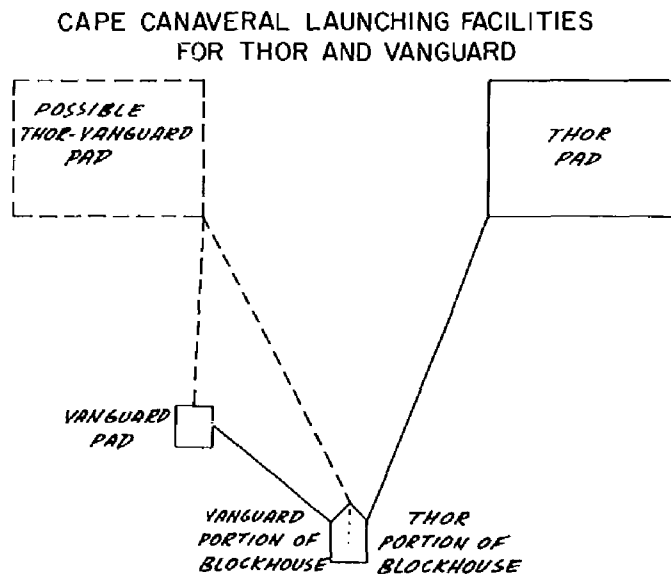 CAPE CANAVERAL LAUNCHING FACILITIES
FOR THOR AND VANGUARD
POSSIBLE
THOR-VANGUARD
PAD
THOR
PAD
VANGUARD
PAD
VANGUARD
PORTION OF
BLOCKHOUSE
THOR
PORTION OF
BLOCKHOUSE